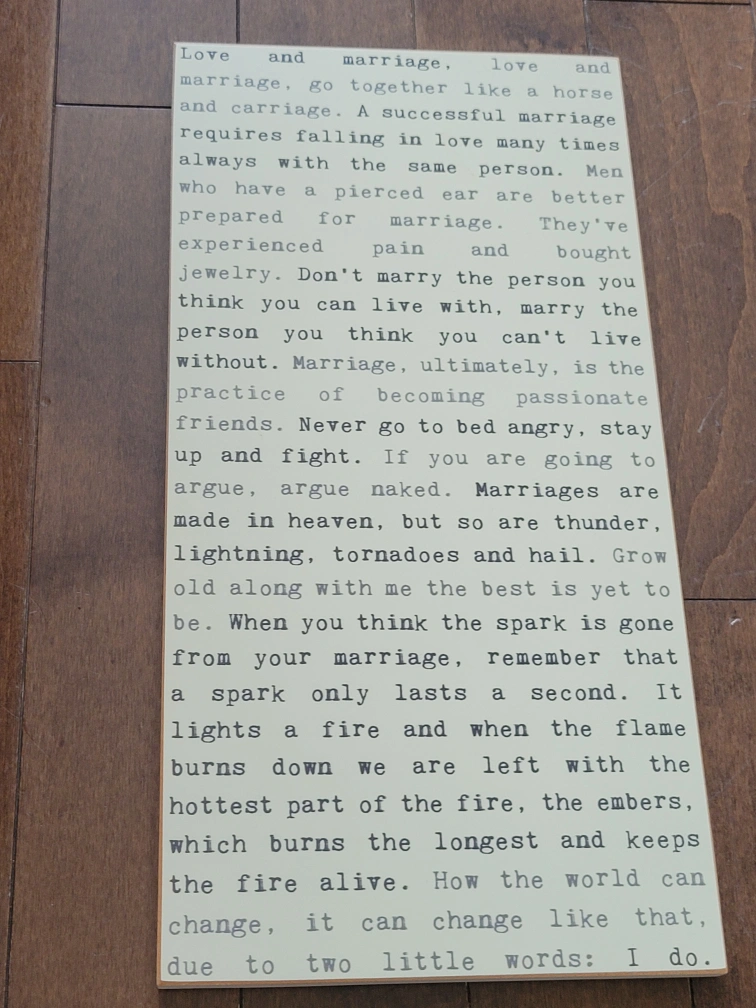 Love and marriage, love and
marriage, go together like a horse
and carriage. A successful marriage
requires falling in love many times
always with the same person. Men
who have a pierced ear are better
prepared for marriage. They've
experienced pain and bought
jewelry. Don't marry the person you
think you can live with, marry the
person you think you can't live
without. Marriage, ultimately, is the
practice of becoming passionate
friends. Never go to bed angry, stay
up and fight. If you are going to
argue, argue naked. Marriages are
made in heaven, but so are thunder,
lightning, tornadoes and hail. Grow
old along with me the best is yet to
be. When you think the spark is gone
from your marriage, remember that
a spark only lasts a second. It
lights a fire and when the flame
burns down we are left with the
hottest part of the fire, the embers,
which burns the longest and keeps
the fire alive. How the world can
change, it can change like that,
due to two little words: I do.